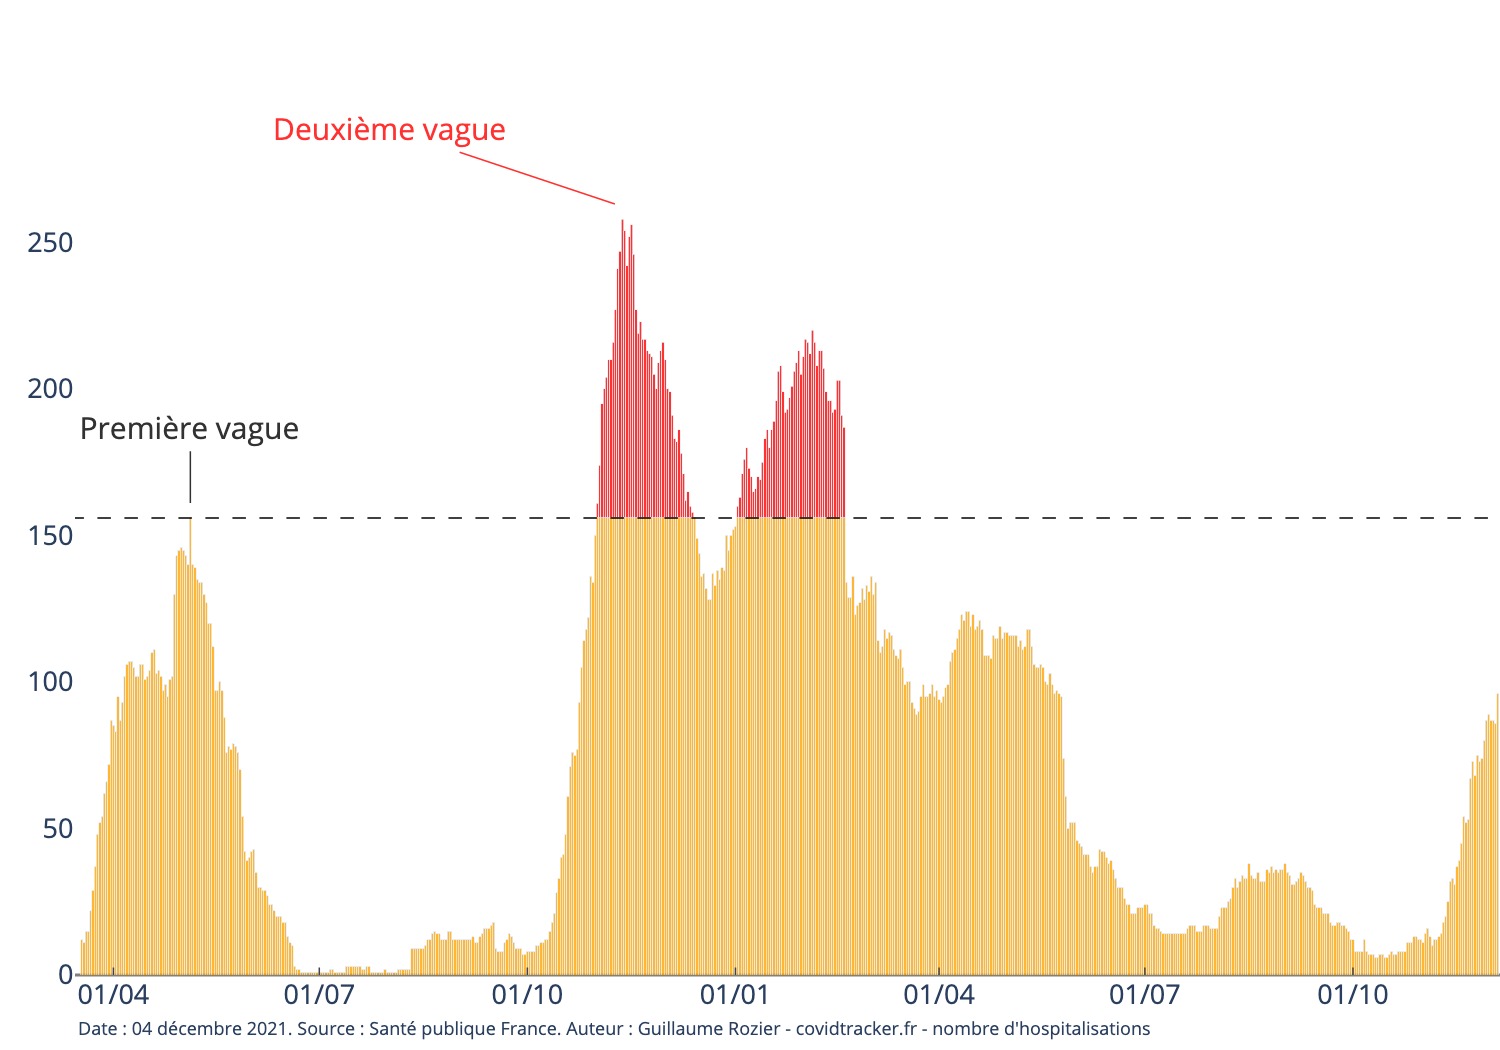 Deuxième vague
250
200
Première vague
150
100
50
0
01/04 01/07 01/10 01/01 01/04 01/07 01/10
Date : 04 décembre 2021. Source : Santé publique France. Auteur : Guillaume Rozier - covidtracker.fr - nombre d'hospitalisations